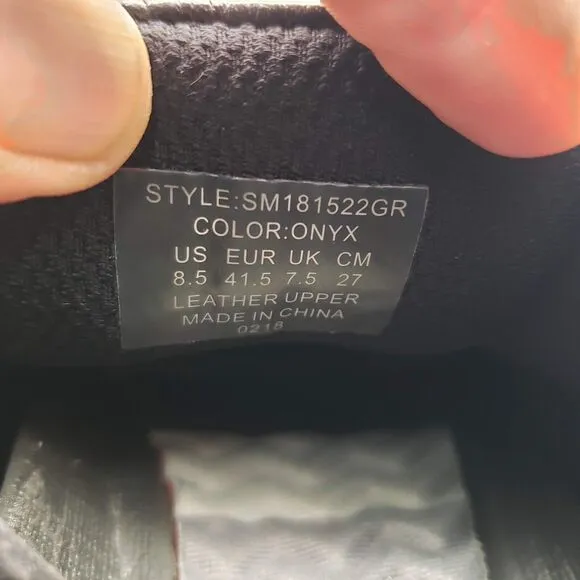 STYLE:SM181522GR
COLOR:ONYX
US EUR UK CM
8.5 41.5 7.5 27
LEATHER UPPER
MADE IN CHINA
0218